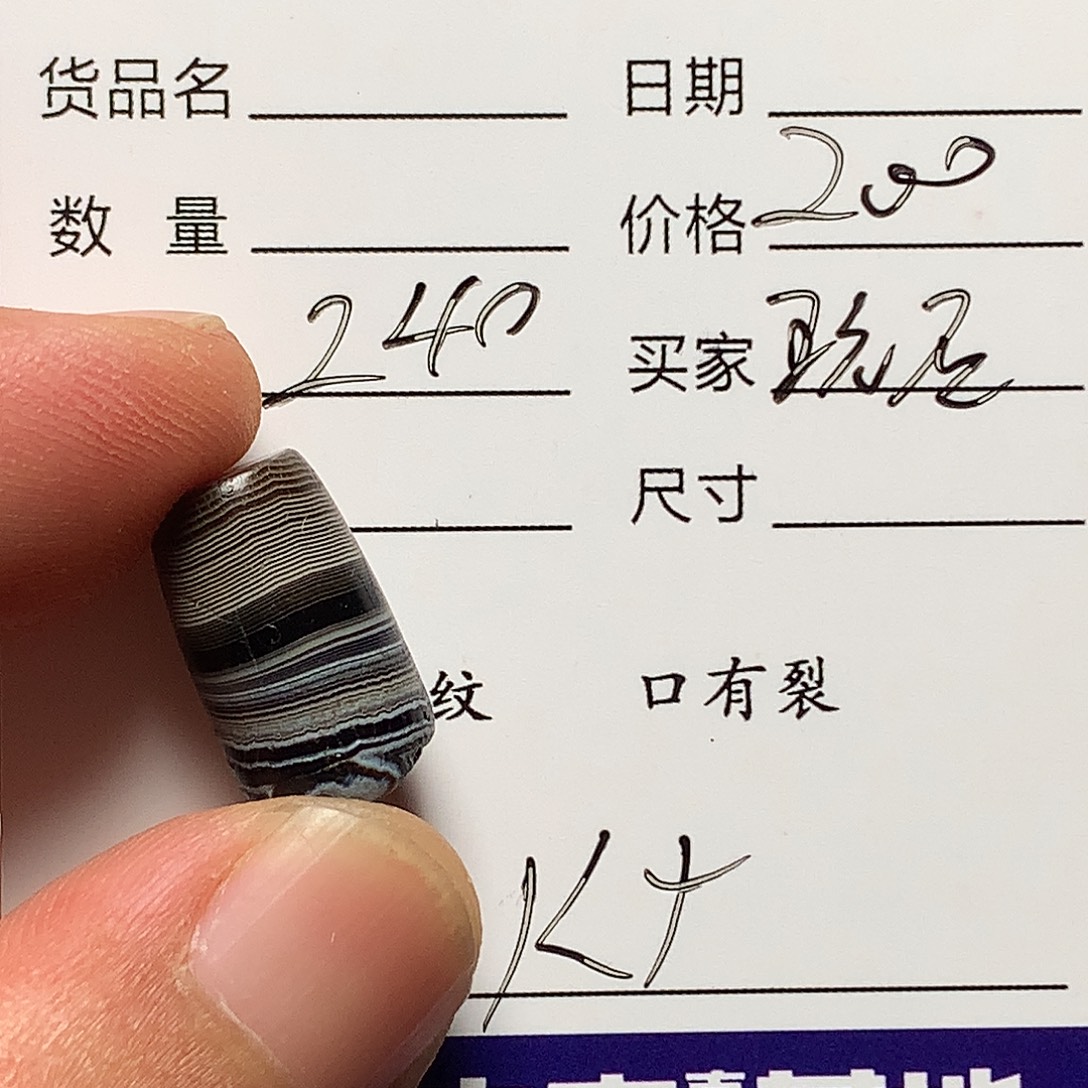 货品名 日期
数 量 价格 200
240 买家
尺寸
纹 口有裂
K+